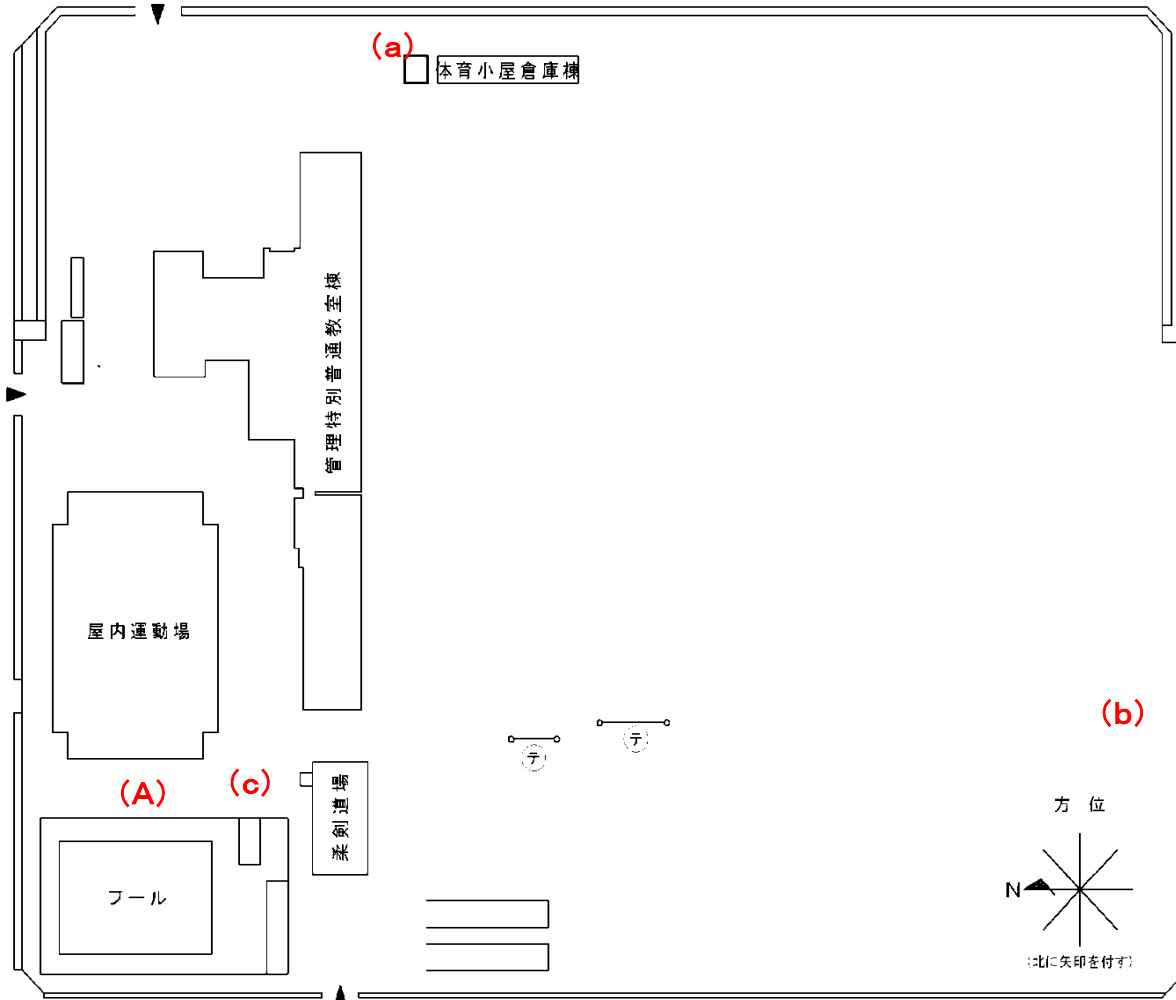 (a)
体育小屋倉庫棟
管理特別普通教室棟
屋内運動場
(b)
テ
テ
(A)
(c)
柔剣道場
方位
プール
N
(北に矢印を付す)